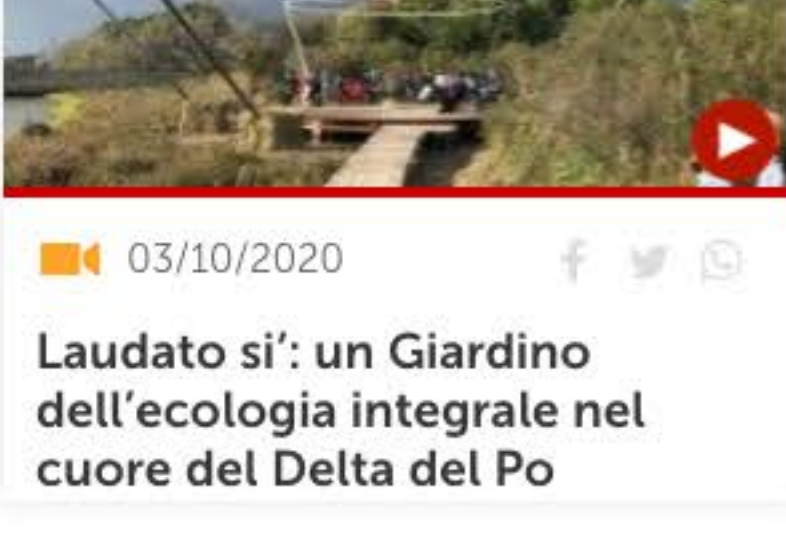 03/10/2020
Laudato si’: un Giardino
dell’ecologia integrale nel
cuore del Delta del Po